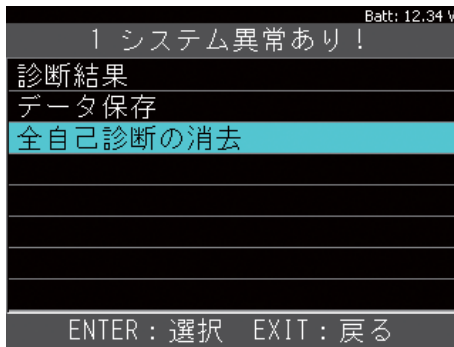 Batt: 12.34 V
1 システム異常あり!
診断結果
データ保存
全自己診断の消去
ENTER:選択 EXIT:戻る